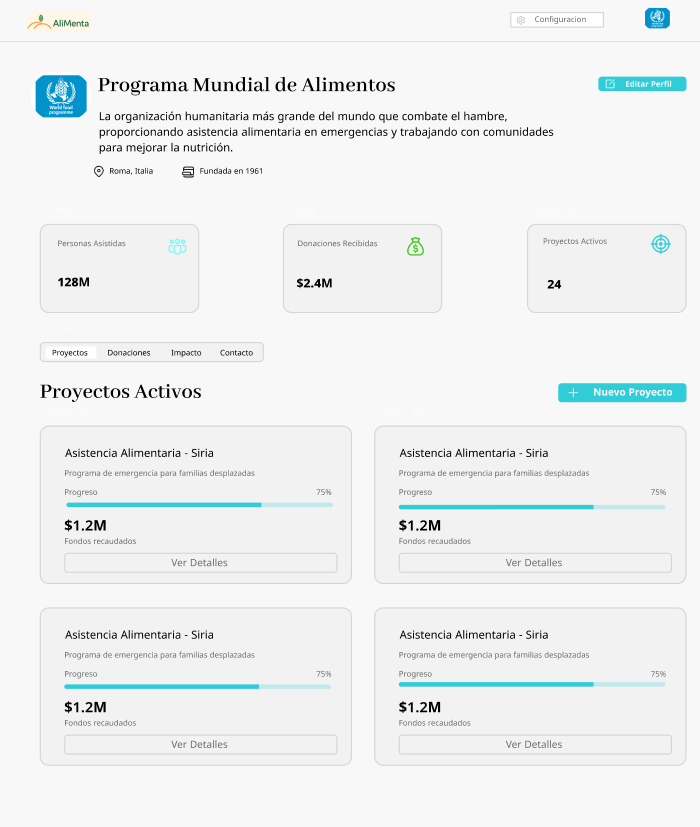 AliMenta
Configuracion
World food
programme
Programa Mundial de Alimentos
Editar Perfil
La organización humanitaria más grande del mundo que combate el hambre,
proporcionando asistencia alimentaria en emergencias y trabajando con comunidades
para mejorar la nutrición.
Roma, Italia
Fundada en 1961
Personas Asistidas
128M
Donaciones Recibidas
$2.4M
Proyectos Activos
24
Proyectos
Donaciones
Impacto
Contacto
Proyectos Activos
Nuevo Proyecto
Asistencia Alimentaria - Siria
Programa de emergencia para familias desplazadas
Progreso
75%
$1.2M
Fondos recaudados
Ver Detalles
Asistencia Alimentaria - Siria
Programa de emergencia para familias desplazadas
Progreso
75%
$1.2M
Fondos recaudados
Ver Detalles
Asistencia Alimentaria - Siria
Programa de emergencia para familias desplazadas
Progreso
75%
$1.2M
Fondos recaudados
Ver Detalles
Asistencia Alimentaria - Siria
Programa de emergencia para familias desplazadas
Progreso
75%
$1.2M
Fondos recaudados
Ver Detalles